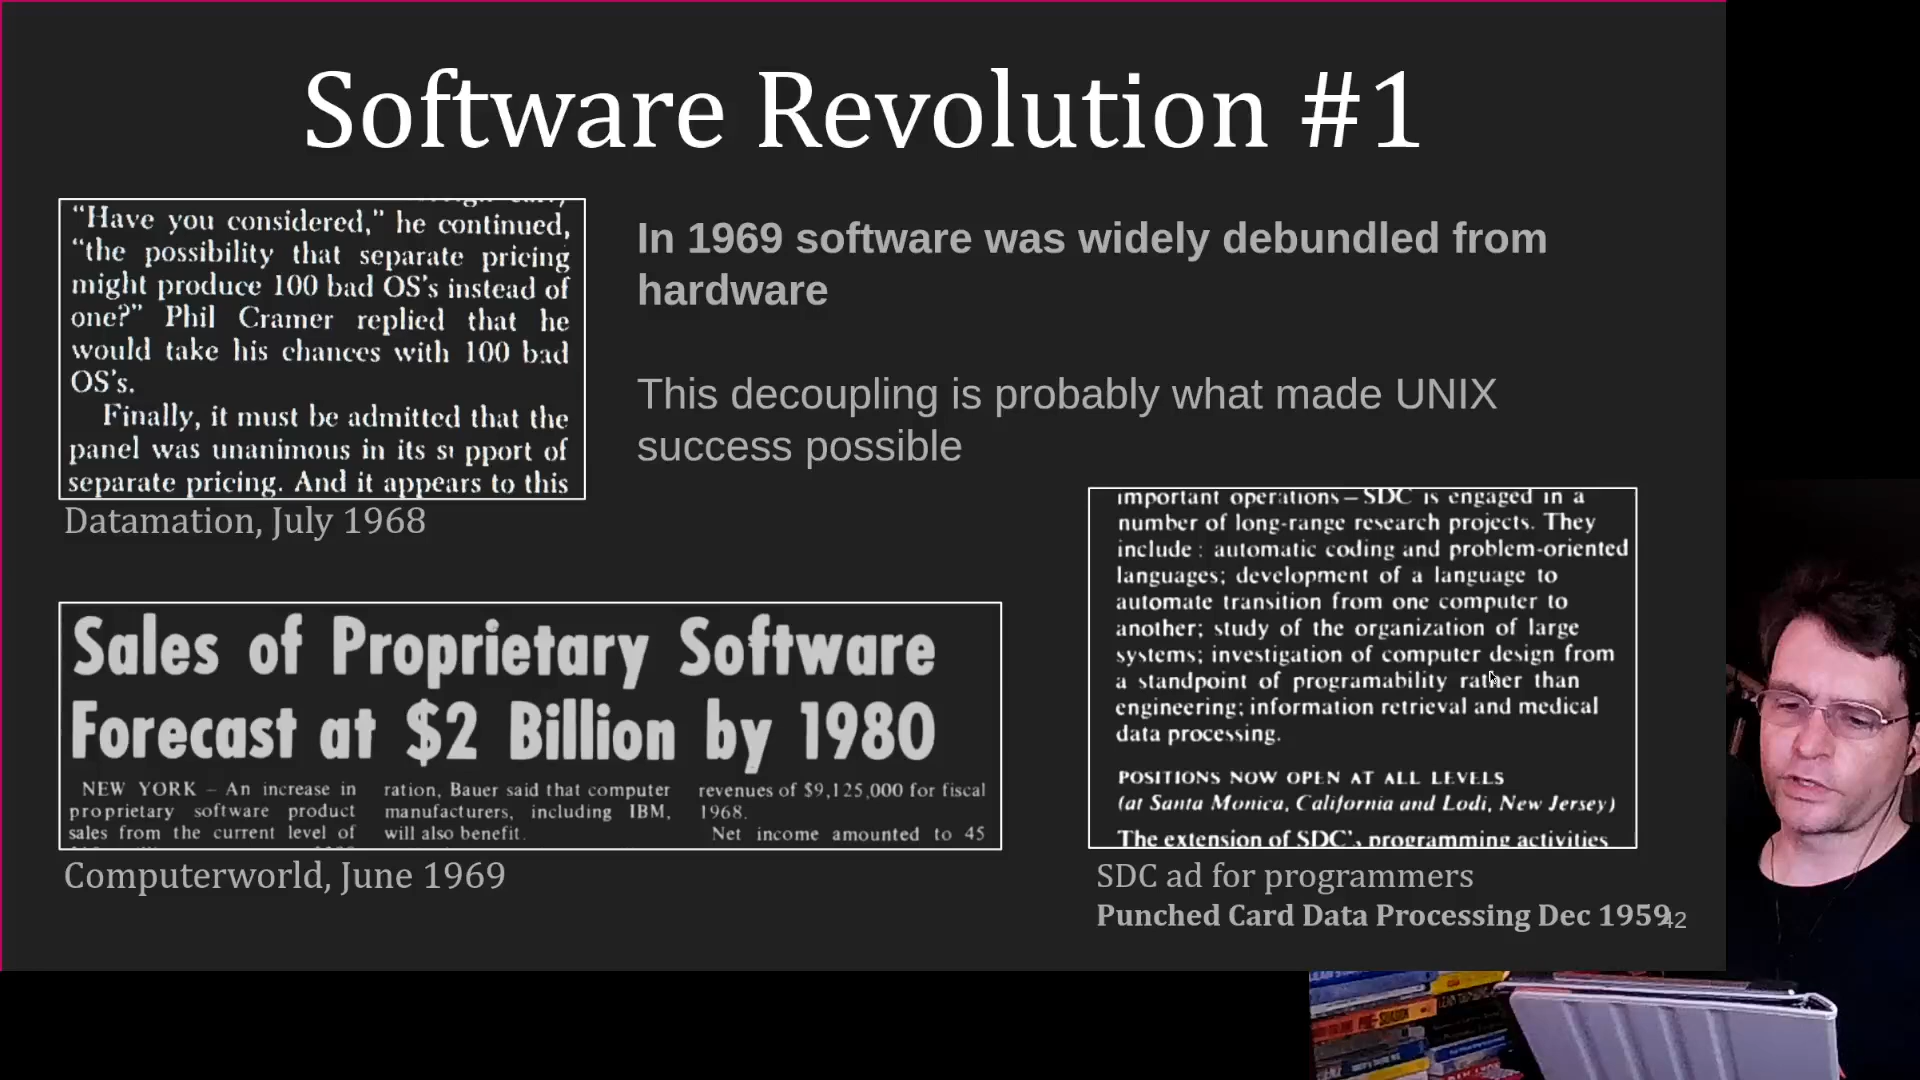 Software Revolution #1
“Have you considered,” he continued,
“the possibility that separate pricing
might produce 100 bad OS's instead of
one?” Phil Cramer replied that he
would take his chances with 100 bad
OS's.
Finally, it must be admitted that the
panel was unanimous in its support of
separate pricing. And it appears to this
Datamation, July 1968
In 1969 software was widely debundled from
hardware
This decoupling is probably what made UNIX
success possible
Sales of Proprietary Software
Forecast at $2 Billion by 1980
NEW YORK – An increase in
proprietary software product
sales from the current level of
ration, Bauer said that computer
manufacturers, including IBM,
will also benefit.
revenues of $9,125,000 for fiscal
1968.
Net income amounted to 45
Computerworld, June 1969
important operations – SDC is engaged in a
number of long-range research projects. They
include: automatic coding and problem-oriented
languages; development of a language to
automate transition from one computer to
another; study of the organization of large
systems; investigation of computer design from
a standpoint of programability rather than
engineering; information retrieval and medical
data processing.
POSITIONS NOW OPEN AT ALL LEVELS
(at Santa Monica, California and Lodi, New Jersey)
The extension of SDC's programming activities
SDC ad for programmers
Punched Card Data Processing Dec 1959
42